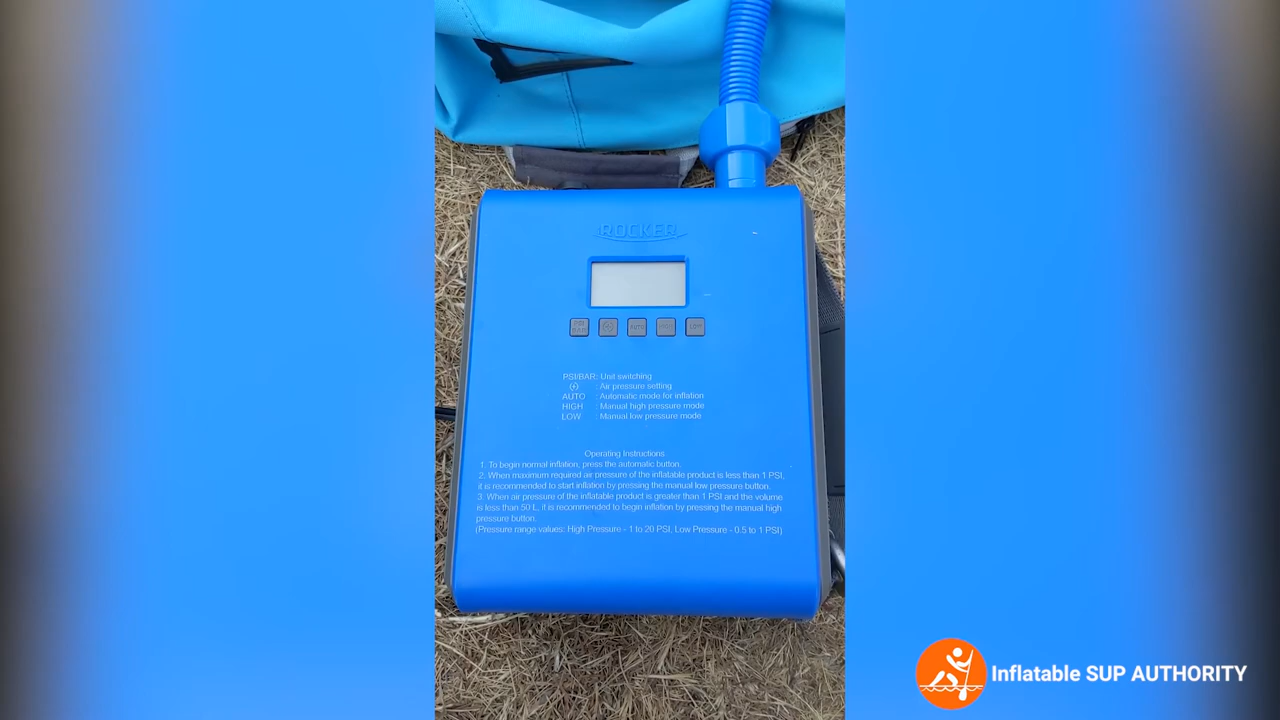 ROCKER
PSI BAR AUTO HIGH LOW
PSI/BAR: Unit switching
: Air pressure setting
AUTO : Automatic mode for inflation
HIGH : Manual high pressure mode
LOW : Manual low pressure mode
Operating Instructions
1. To begin normal inflation, press the automatic button.
2. When maximum required air pressure of the inflatable product is less than 1 PSI,
it is recommended to start inflation by pressing the manual low pressure button.
3. When air pressure of the inflatable product is greater than 1 PSI and the volume
is less than 50 L, it is recommended to begin inflation by pressing the manual high
pressure button.
(Pressure range values: High Pressure - 1 to 20 PSI, Low Pressure - 0.5 to 1 PSI)
Inflatable SUP AUTHORITY